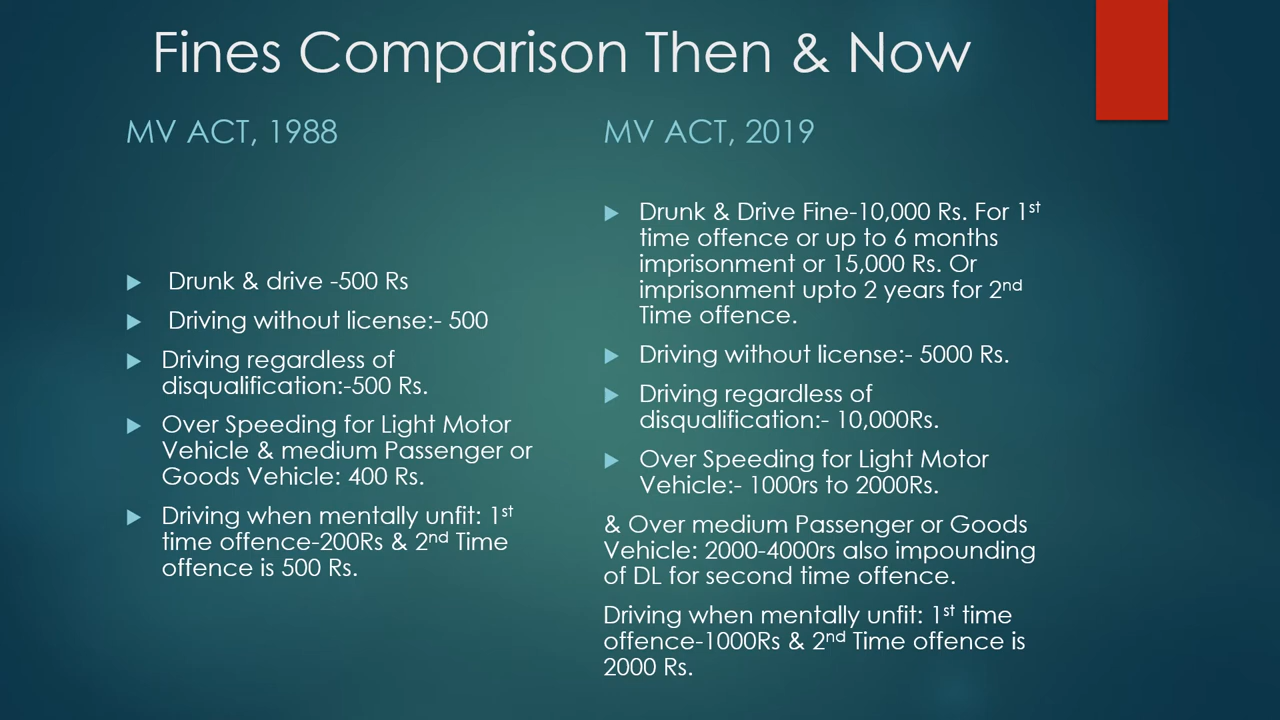 Fines Comparison Then & Now
MV ACT, 1988
Drunk & drive -500 Rs
Driving without license:- 500
Driving regardless of
disqualification:-500 Rs.
Over Speeding for Light Motor
Vehicle & medium Passenger or
Goods Vehicle: 400 Rs.
Driving when mentally unfit: 1st
time offence-200Rs & 2nd Time
offence is 500 Rs.
MV ACT, 2019
Drunk & Drive Fine-10,000 Rs. For 1st
time offence or up to 6 months
imprisonment or 15,000 Rs. Or
imprisonment upto 2 years for 2nd
Time offence.
Driving without license:- 5000 Rs.
Driving regardless of
disqualification:- 10,000Rs.
Over Speeding for Light Motor
Vehicle:- 1000rs to 2000Rs.
& Over medium Passenger or Goods
Vehicle: 2000-4000rs also impounding
of DL for second time offence.
Driving when mentally unfit: 1st time
offence-1000Rs & 2nd Time offence is
2000 Rs.